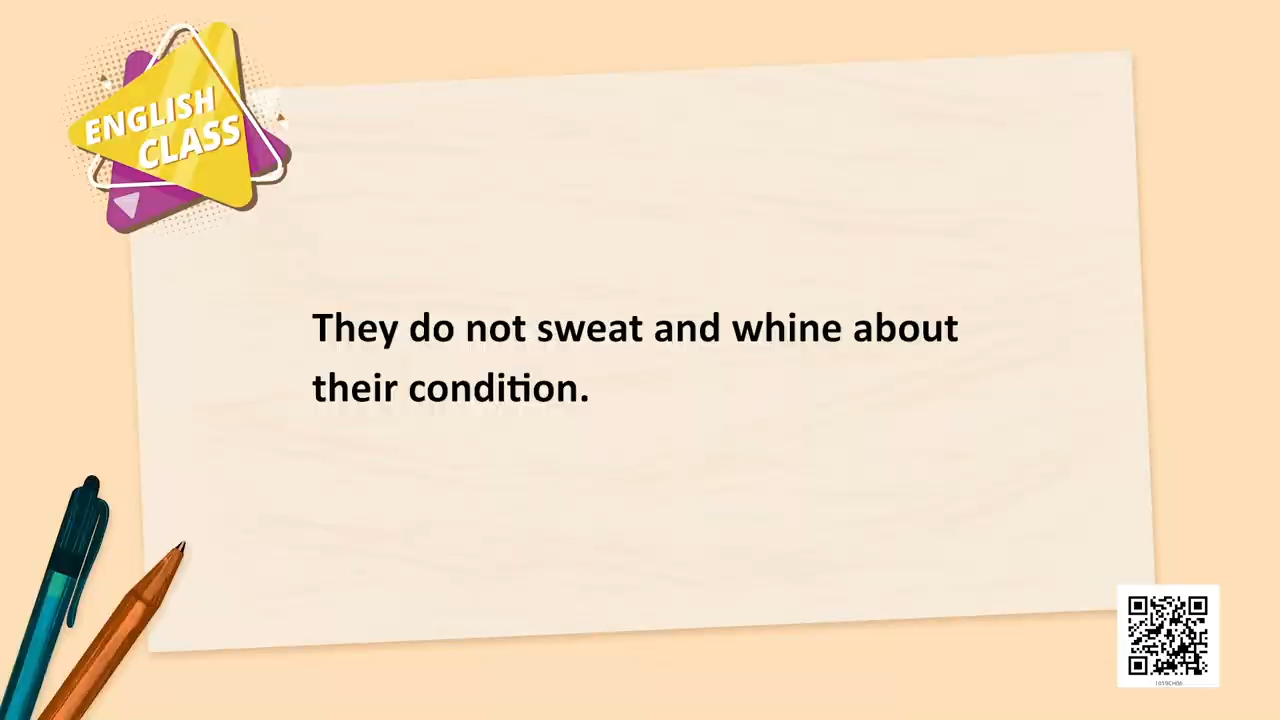 ENGLISH
CLASS
They do not sweat and whine about
their condition.